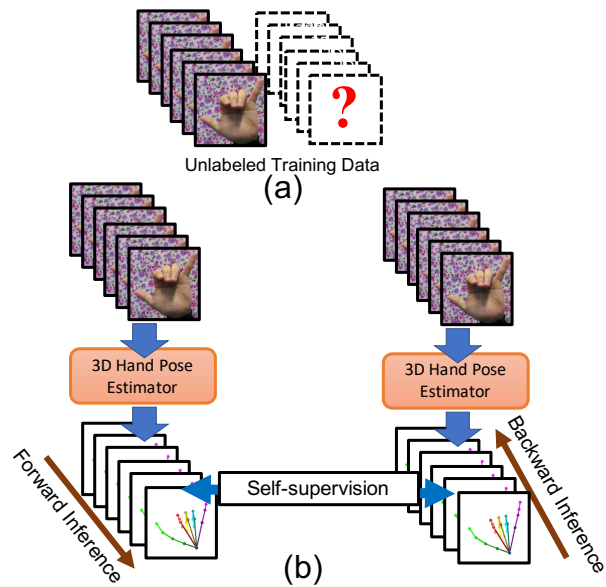 ?
Unlabeled Training Data
(a)
3D Hand Pose
Estimator
3D Hand Pose
Estimator
Forward Inference
Self-supervision
Backward Inference
(b)